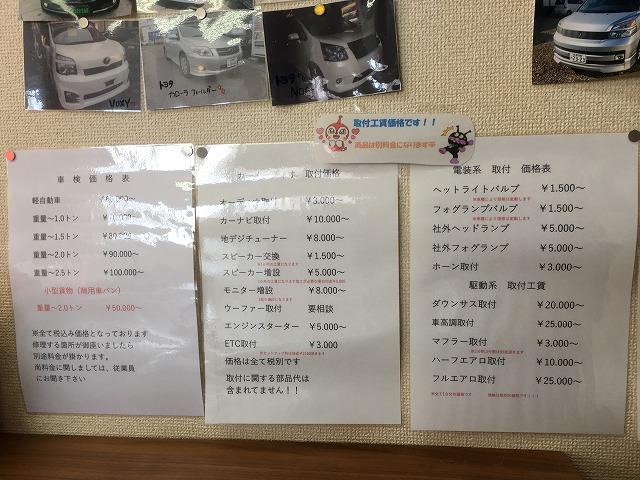 Voxy
トヨタ
カローラ フィールダー
トヨタ
取付工賃価格です！！
商品は別料金になります
車 検 価 格 表
軽自動車
重量～1.0トン
重量～1.5トン
重量～2.0トン ￥90.000～
重量～2.5トン ￥100.000～
小型貨物（商用車バン）
重量～2.0トン ￥50.000～
※全て税込み価格となっております
修理する箇所が御座いましたら
別途料金が掛かります。
尚料金に関しましては、従業員
にお聞き下さい
取付価格
￥3.000～
カーナビ取付 ￥10.000～
地デジチューナー ￥8.000～
スピーカー交換 ￥1.500～
スピーカー増設 ￥5.000～
モニター増設 ￥8.000～
ウーファー取付 要相談
エンジンスターター ￥5.000～
ETC取付 ￥3.000
価格は全て税別です
取付に関する部品代は
含まれてません！！
電装系 取付 価格表
ヘットライトバルブ ￥1.500～
フォグランプバルブ ￥1.500～
社外ヘッドランプ ￥5.000～
社外フォグランプ ￥5.000～
ホーン取付 ￥3.000～
駆動系 取付工賃
ダウンサス取付 ￥20.000～
車高調取付 ￥25.000～
マフラー取付 ￥3.000～
ハーフエアロ取付 ￥10.000～
フルエアロ取付 ￥25.000～